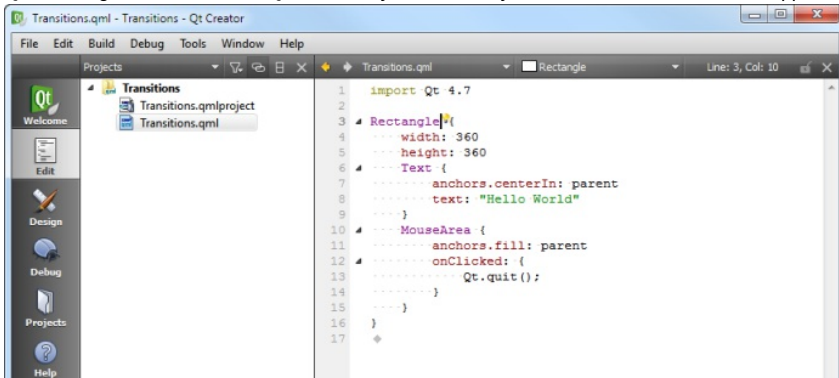 Transitions.qml - Transitions - Qt Creator
File Edit Build Debug Tools Window Help
Projects
Transitions.qml
Rectangle
Line: 3, Col: 10
Qt
Welcome
Edit
Design
Debug
Projects
Help
Transitions
Transitions.qmlproject
Transitions.qml
1 import Qt 4.7
2
3 Rectangle {
4 width: 360
5 height: 360
6 Text {
7 anchors.centerIn: parent
8 text: "Hello World"
9 }
10 MouseArea {
11 anchors.fill: parent
12 onClicked: {
13 Qt.quit();
14 }
15 }
16 }
17